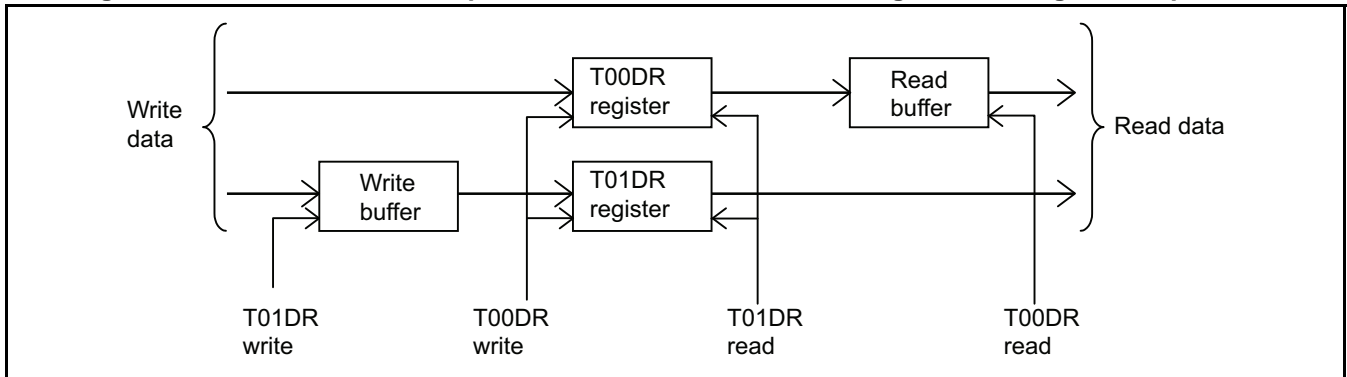 T00DR
register
Read
buffer
Write
data
Read data
Write
buffer
T01DR
register
T01DR
write
T00DR
write
T01DR
read
T00DR
read